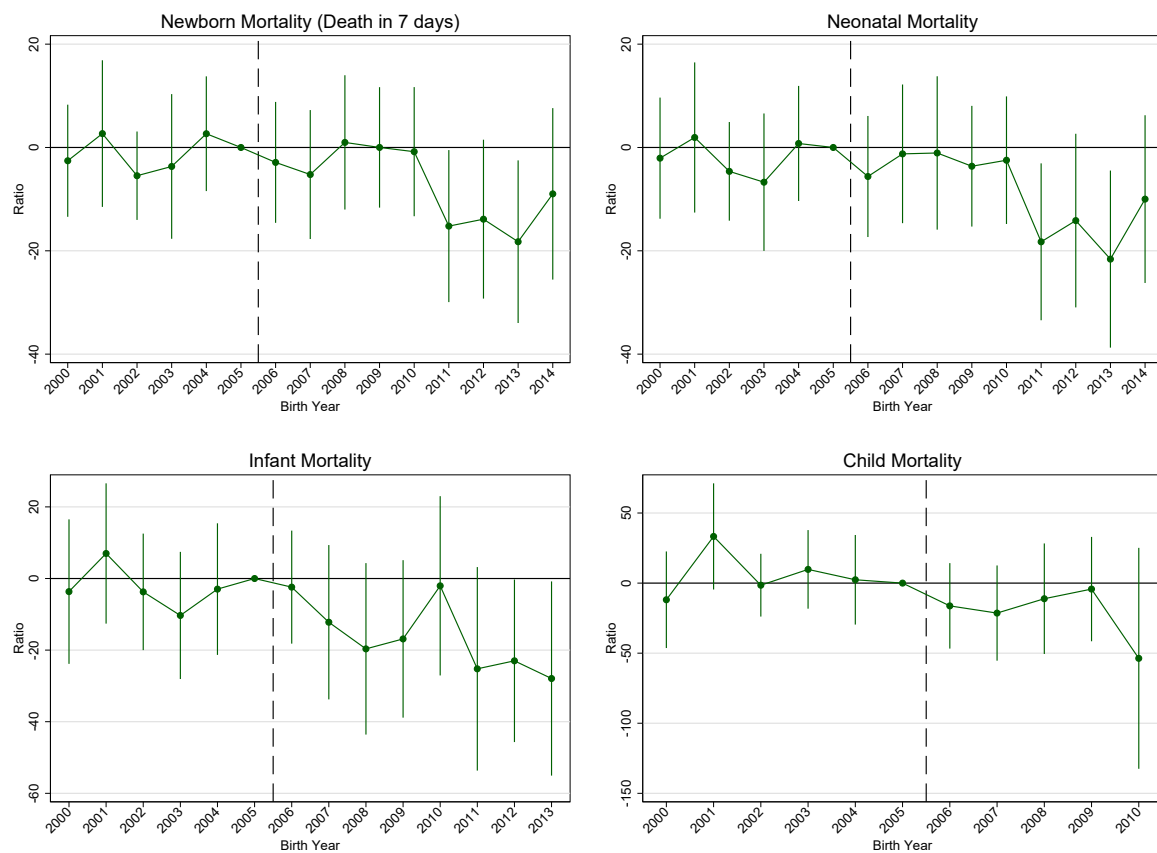 Newborn Mortality (Death in 7 days)
20
0
20
-40
Ratio
2000 2001 2002 2003 2004 2005 2006 2007 2008 2009 2010 2011 2012 2013 2014
Birth Year
Neonatal Mortality
20
0
20
-40
Ratio
2000 2001 2002 2003 2004 2005 2006 2007 2008 2009 2010 2011 2012 2013 2014
Birth Year
Infant Mortality
20
0
20
40
-60
Ratio
2000 2001 2002 2003 2004 2005 2006 2007 2008 2009 2010 2011 2012 2013
Birth Year
Child Mortality
50
0
-50
-100
-150
Ratio
2000 2001 2002 2003 2004 2005 2006 2007 2008 2009 2010
Birth Year